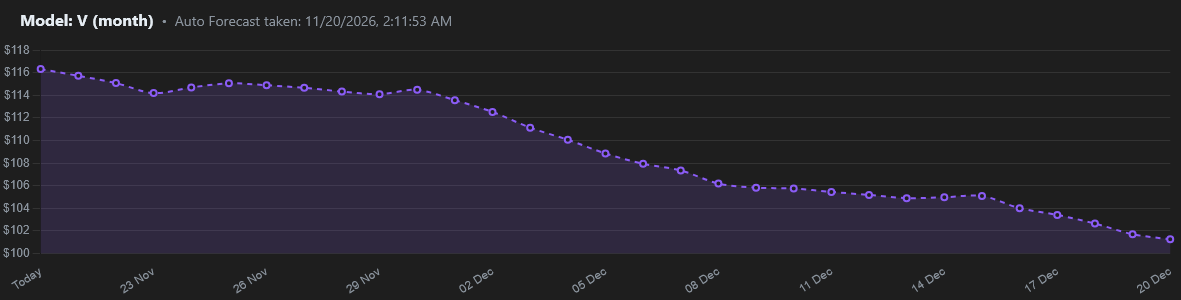 Model: V (month) • Auto Forecast taken: 11/20/2026, 2:11:53 AM
$118
$116
$114
$112
$110
$108
$106
$104
$102
$100
Today
23 Nov
26 Nov
29 Nov
02 Dec
05 Dec
08 Dec
11 Dec
14 Dec
17 Dec
20 Dec